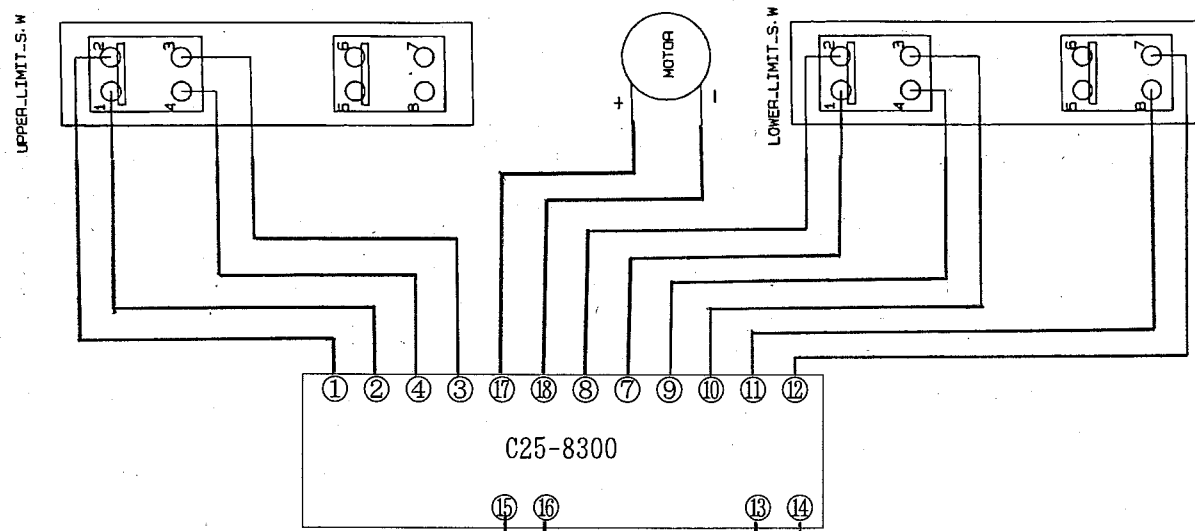 UPPER_LIMIT_S.W
2 3
1 4
6 7
5 8
MOTOR
+ -
LOWER_LIMIT_S.W
2 3
1 4
6 7
5 8
① ② ④ ③ ⑰ ⑱ ⑧ ⑦ ⑨ ⑩ ⑪ ⑫
C25-8300
⑮ ⑯ ⑬ ⑭